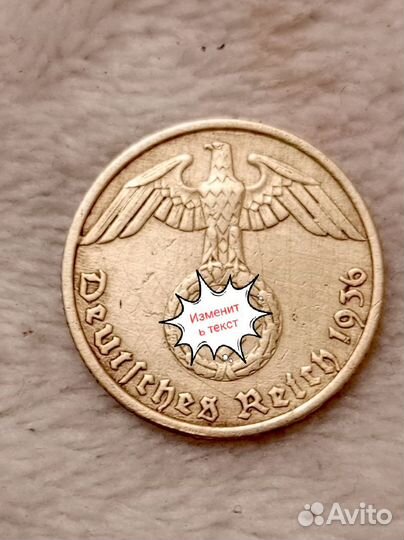 Изменит
ь текст
Deutsches Reich 1936
Avito